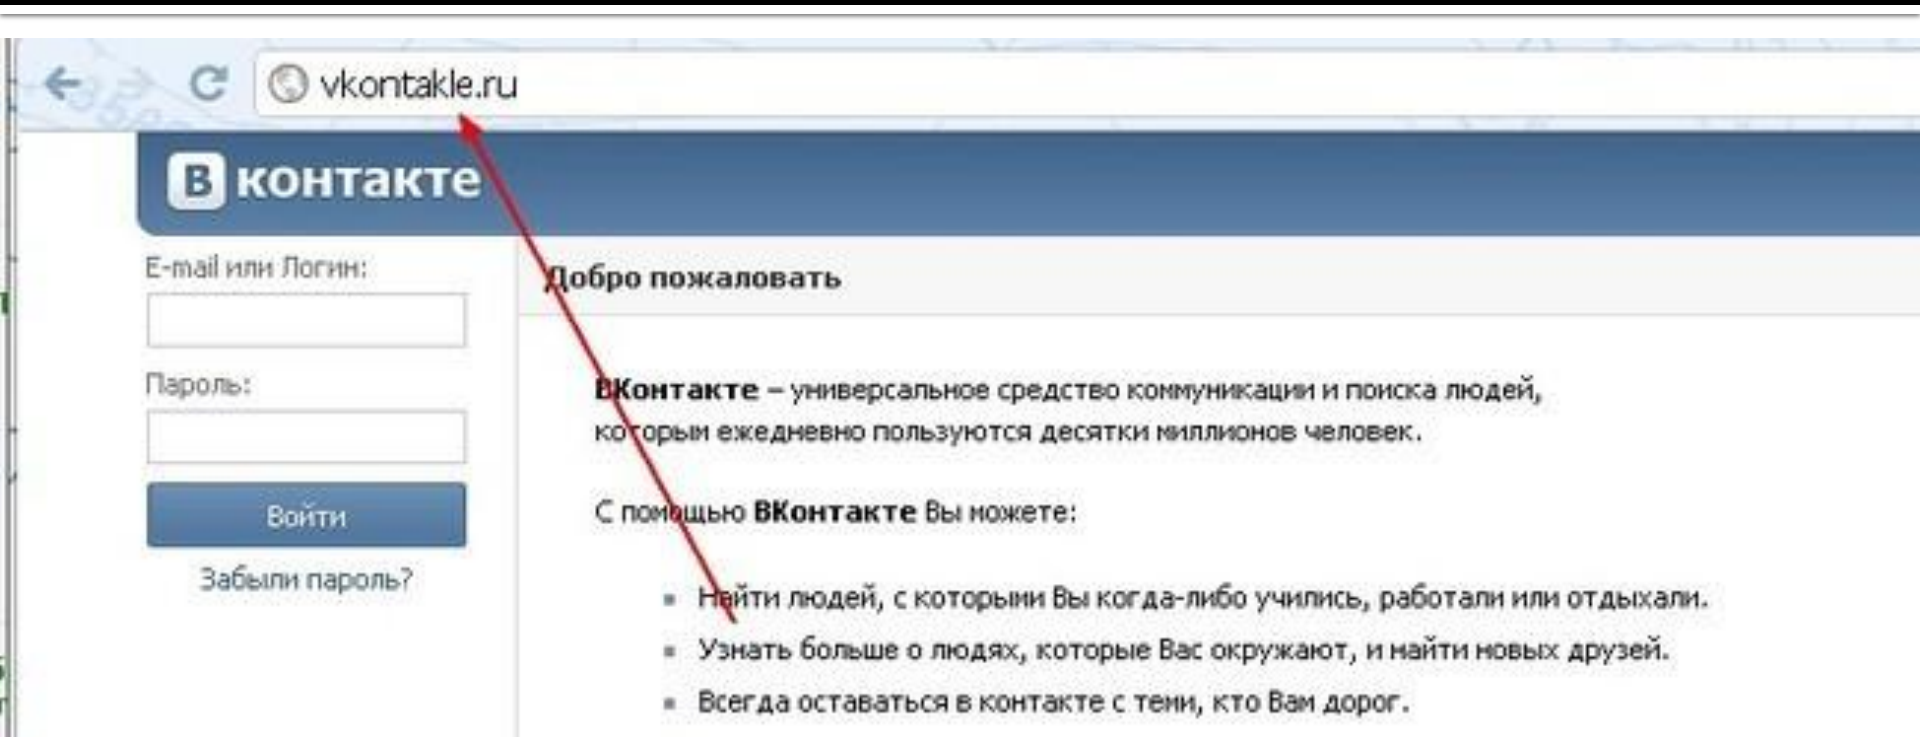 vkontakle.ru
В контакте
E-mail или Логин:
Пароль:
Войти
Забыли пароль?
Добро пожаловать
ВКонтакте – универсальное средство коммуникации и поиска людей,
которым ежедневно пользуются десятки миллионов человек.
С помощью ВКонтакте Вы можете:
Найти людей, с которыми Вы когда-либо учились, работали или отдыхали.
Узнать больше о людях, которые Вас окружают, и найти новых друзей.
Всегда оставаться в контакте с теми, кто Вам дорог.